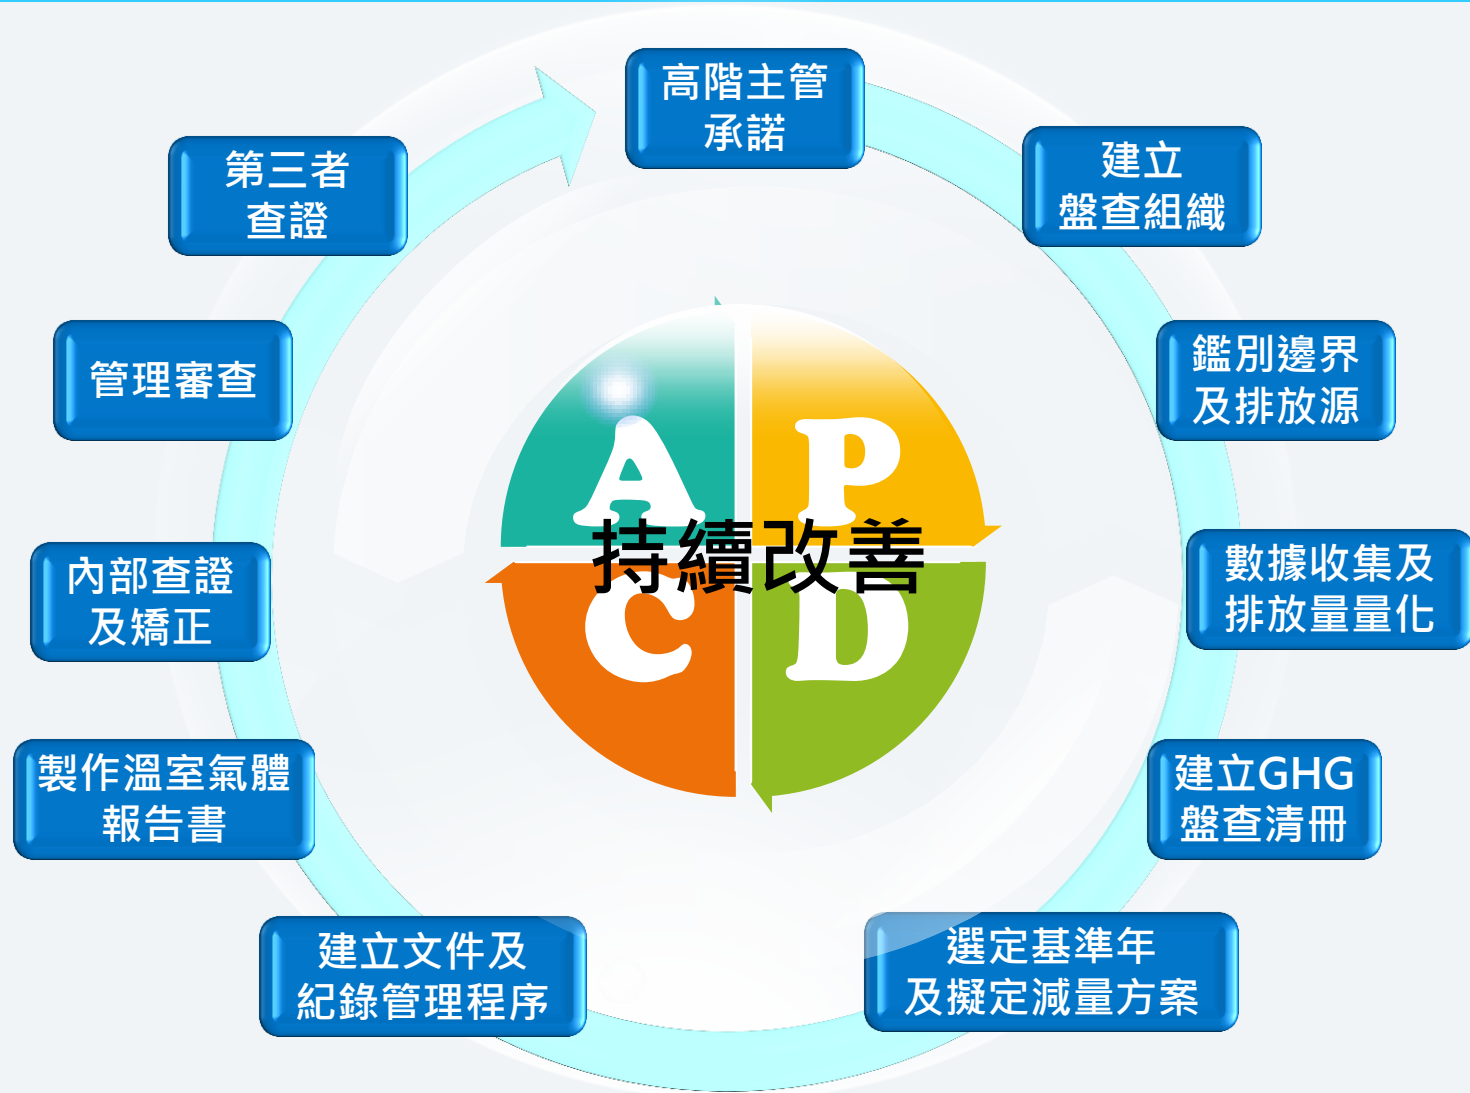 高階主管
承諾
建立
盤查組織
鑑別邊界
及排放源
數據收集及
排放量量化
建立GHG
盤查清冊
選定基準年
及擬定減量方案
建立文件及
紀錄管理程序
製作溫室氣體
報告書
內部查證
及矯正
管理審查
第三者
查證
A
P
持續改善
C
D